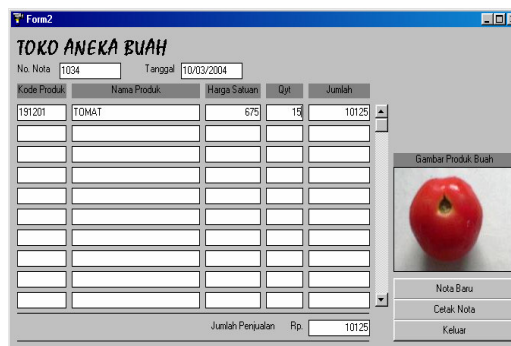 Form2
TOKO ANEKA BUAH
No. Nota 1034 Tanggal 10/03/2004
Kode Produk Nama Produk Harga Satuan Qyt Jumlah
191201 TOMAT 675 15 10125
Gambar Produk Buah
Nota Baru
Cetak Nota
Jumlah Penjualan Rp. 10125
Keluar